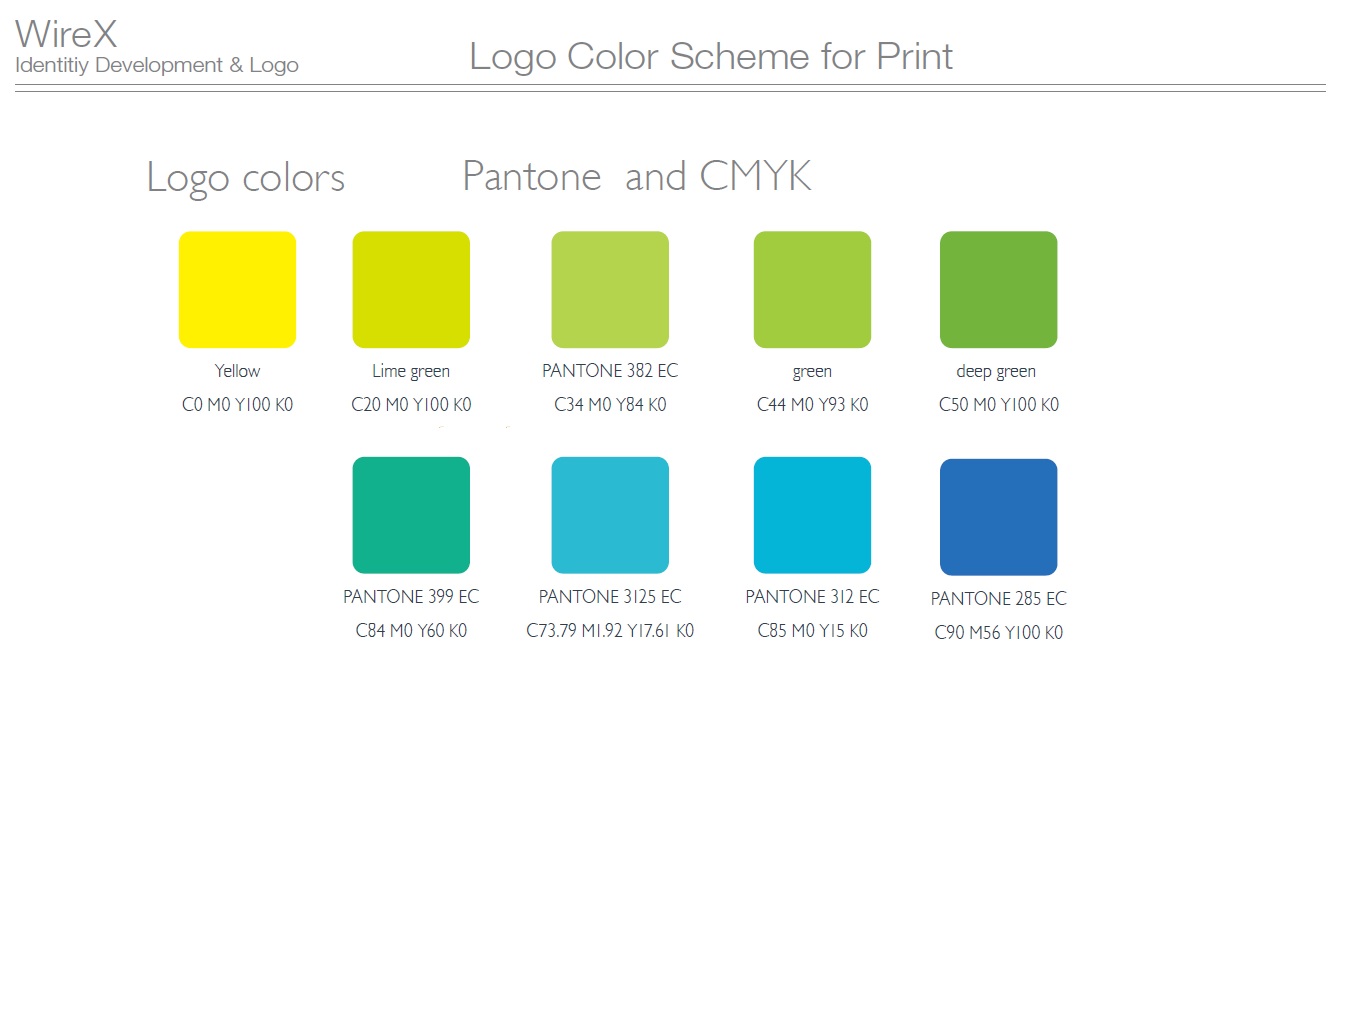 WireX
Identitiy Development & Logo
Logo Color Scheme for Print
Logo colors
Pantone and CMYK
Yellow
Lime green
PANTONE 382 EC
green
deep green
C0 M0 Y100 K0
C20 M0 Y100 K0
C34 M0 Y84 K0
C44 M0 Y93 K0
C50 M0 Y100 K0
PANTONE 399 EC
PANTONE 3125 EC
PANTONE 312 EC
PANTONE 285 EC
C84 M0 Y60 K0
C73.79 M1.92 Y17.61 K0
C85 M0 Y15 K0
C90 M56 Y100 K0